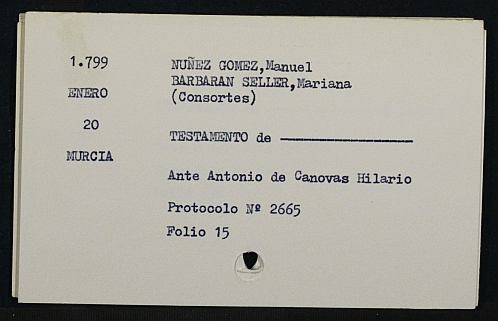 1.799
NUÑEZ GOMEZ,Manuel
BARBARAN SELLER,Mariana
ENERO
(Consortes)
20
TESTAMENTO de
MURCIA
Ante Antonio de Canovas Hilario
Protocolo Nº 2665
Folio 15